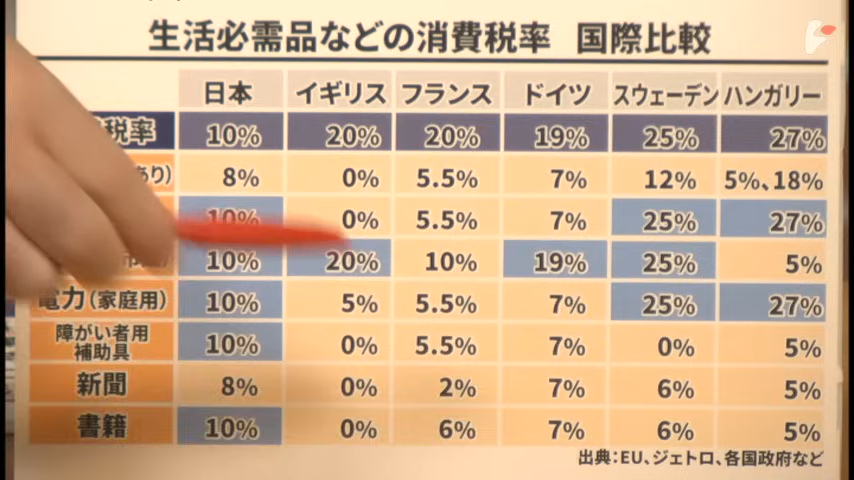 生活必需品などの消費税率 国際比較
日本 イギリス フランス ドイツ スウェーデン ハンガリー
税率 10% 20% 20% 19% 25% 27%
あり) 8% 0% 5.5% 7% 12% 5%、18%
10% 0% 5.5% 7% 25% 27%
10% 20% 10% 19% 25% 5%
電力(家庭用) 10% 5% 5.5% 7% 25% 27%
障がい者用
補助具 10% 0% 5.5% 7% 0% 5%
新聞 8% 0% 2% 7% 6% 5%
書籍 10% 0% 6% 7% 6% 5%
出典:EU、ジェトロ、各国政府など